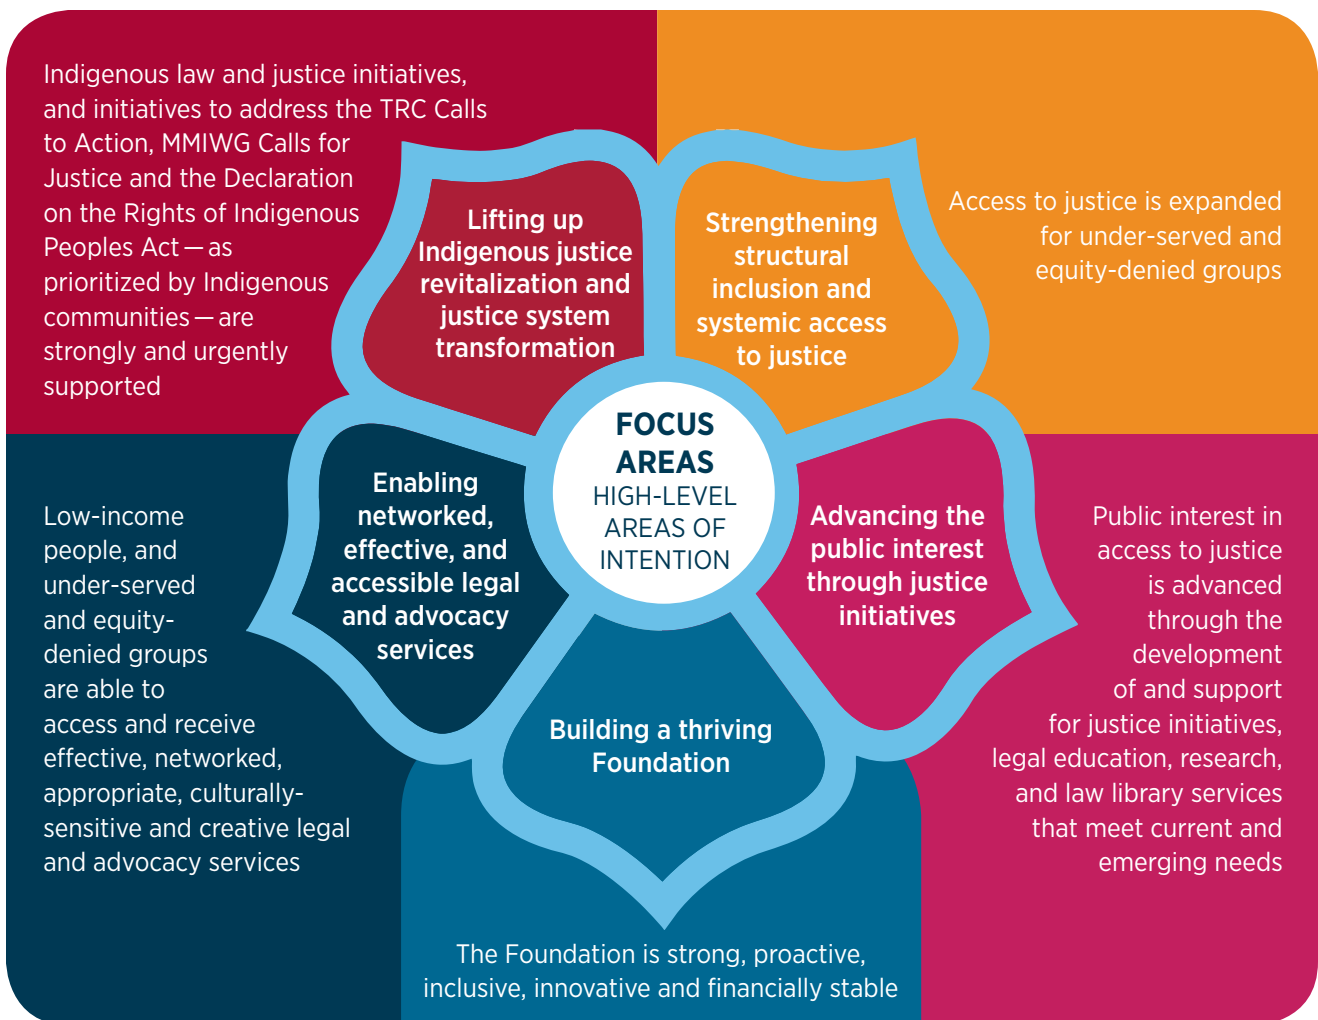 Indigenous law and justice initiatives,
and initiatives to address the TRC Calls
to Action, MMIWG Calls for
Justice and the Declaration
on the Rights of Indigenous
Peoples Act — as
prioritized by Indigenous
communities — are
strongly and urgently
supported
Lifting up
Indigenous justice
revitalization and
justice system
transformation
Strengthening
structural
inclusion and
systemic access
to justice
Access to justice is expanded
for under-served and
equity-denied groups
FOCUS
AREAS
HIGH-LEVEL
AREAS OF
INTENTION
Low-income
people, and
under-served
and equity-
denied groups
are able to
access and receive
effective, networked,
appropriate, culturally-
sensitive and creative legal
and advocacy services
Enabling
networked,
effective, and
accessible legal
and advocacy
services
Advancing the
public interest
through justice
initiatives
Public interest in
access to justice
is advanced
through the
development
of and support
for justice initiatives,
legal education, research,
and law library services
that meet current and
emerging needs
Building a thriving
Foundation
The Foundation is strong, proactive,
inclusive, innovative and financially stable